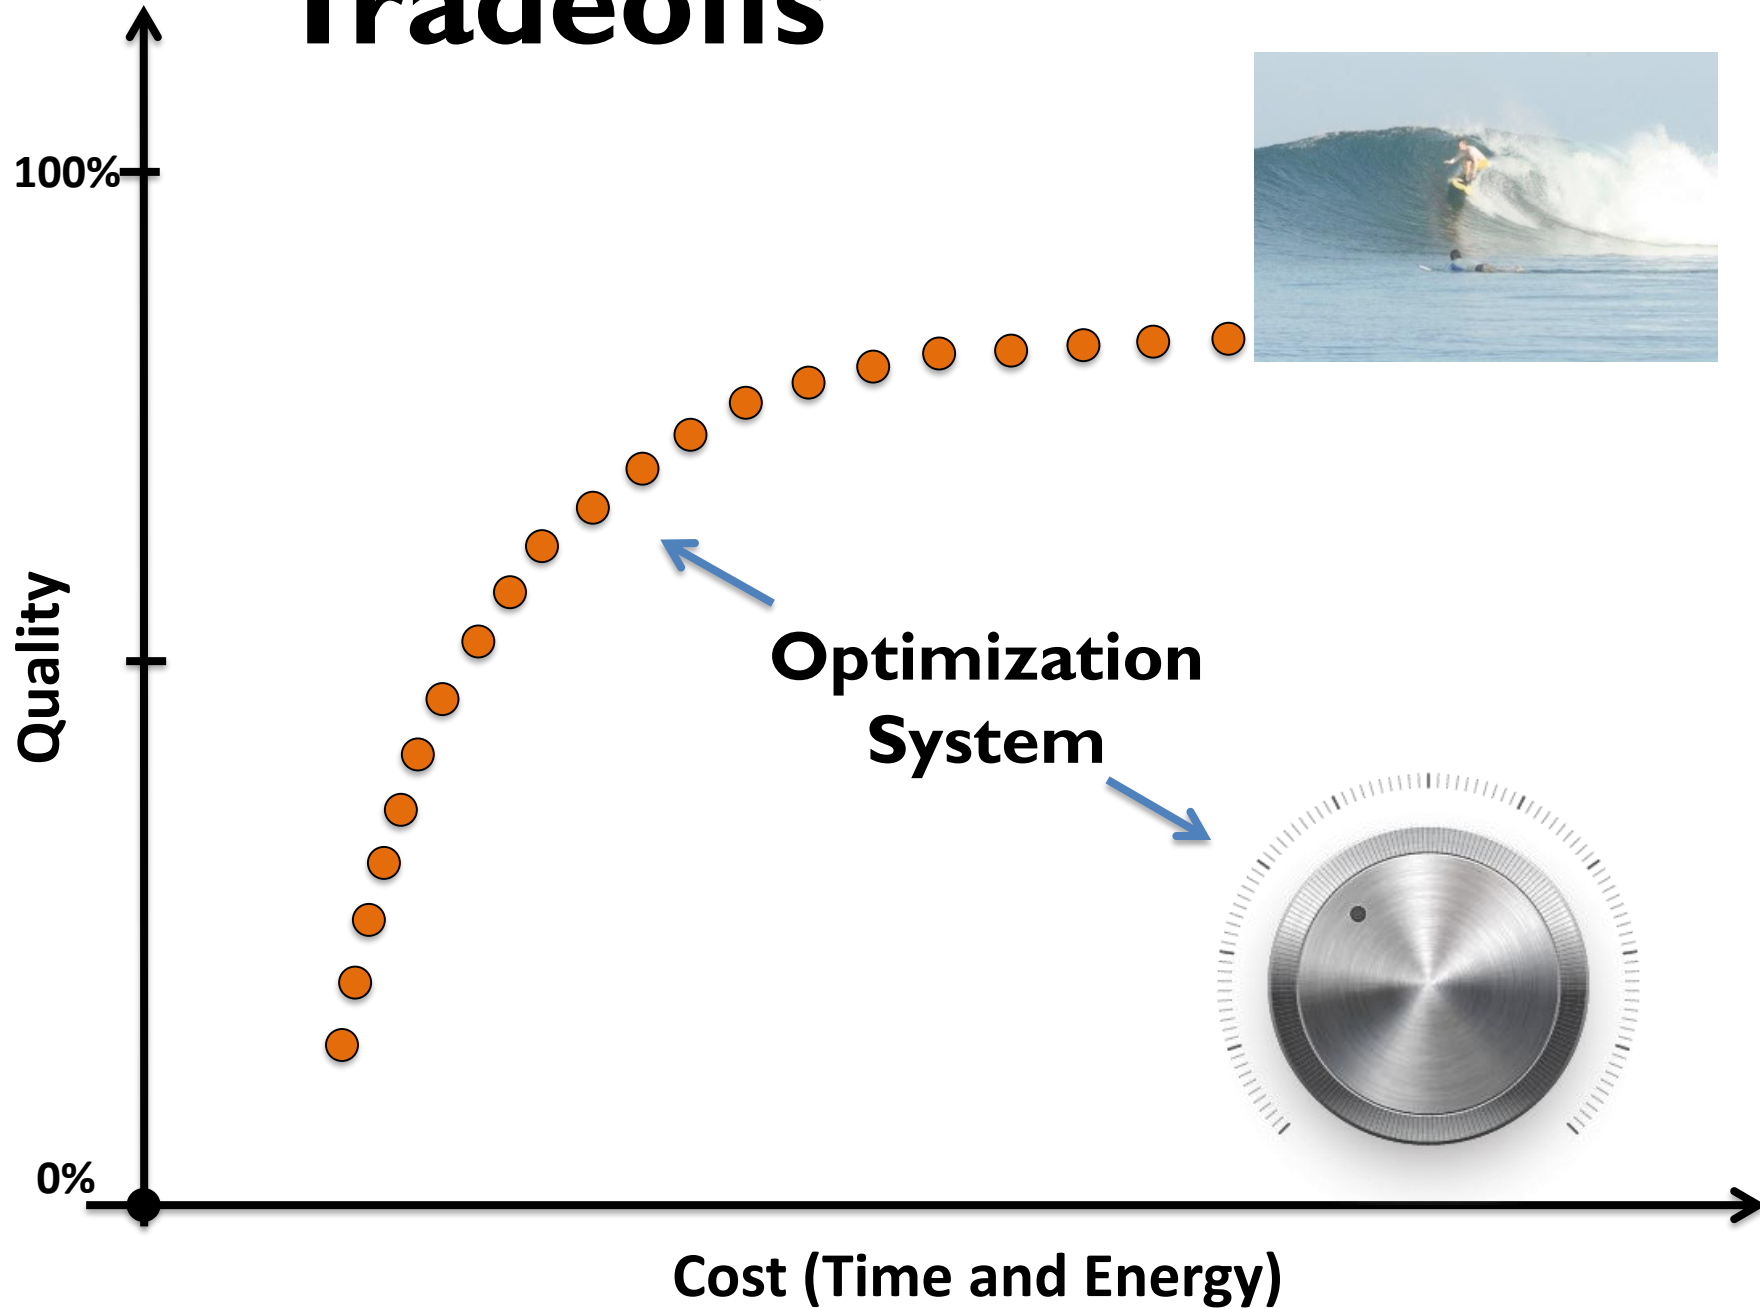 Tradeoffs
100%
Quality
Optimization
System
0%
Cost (Time and Energy)